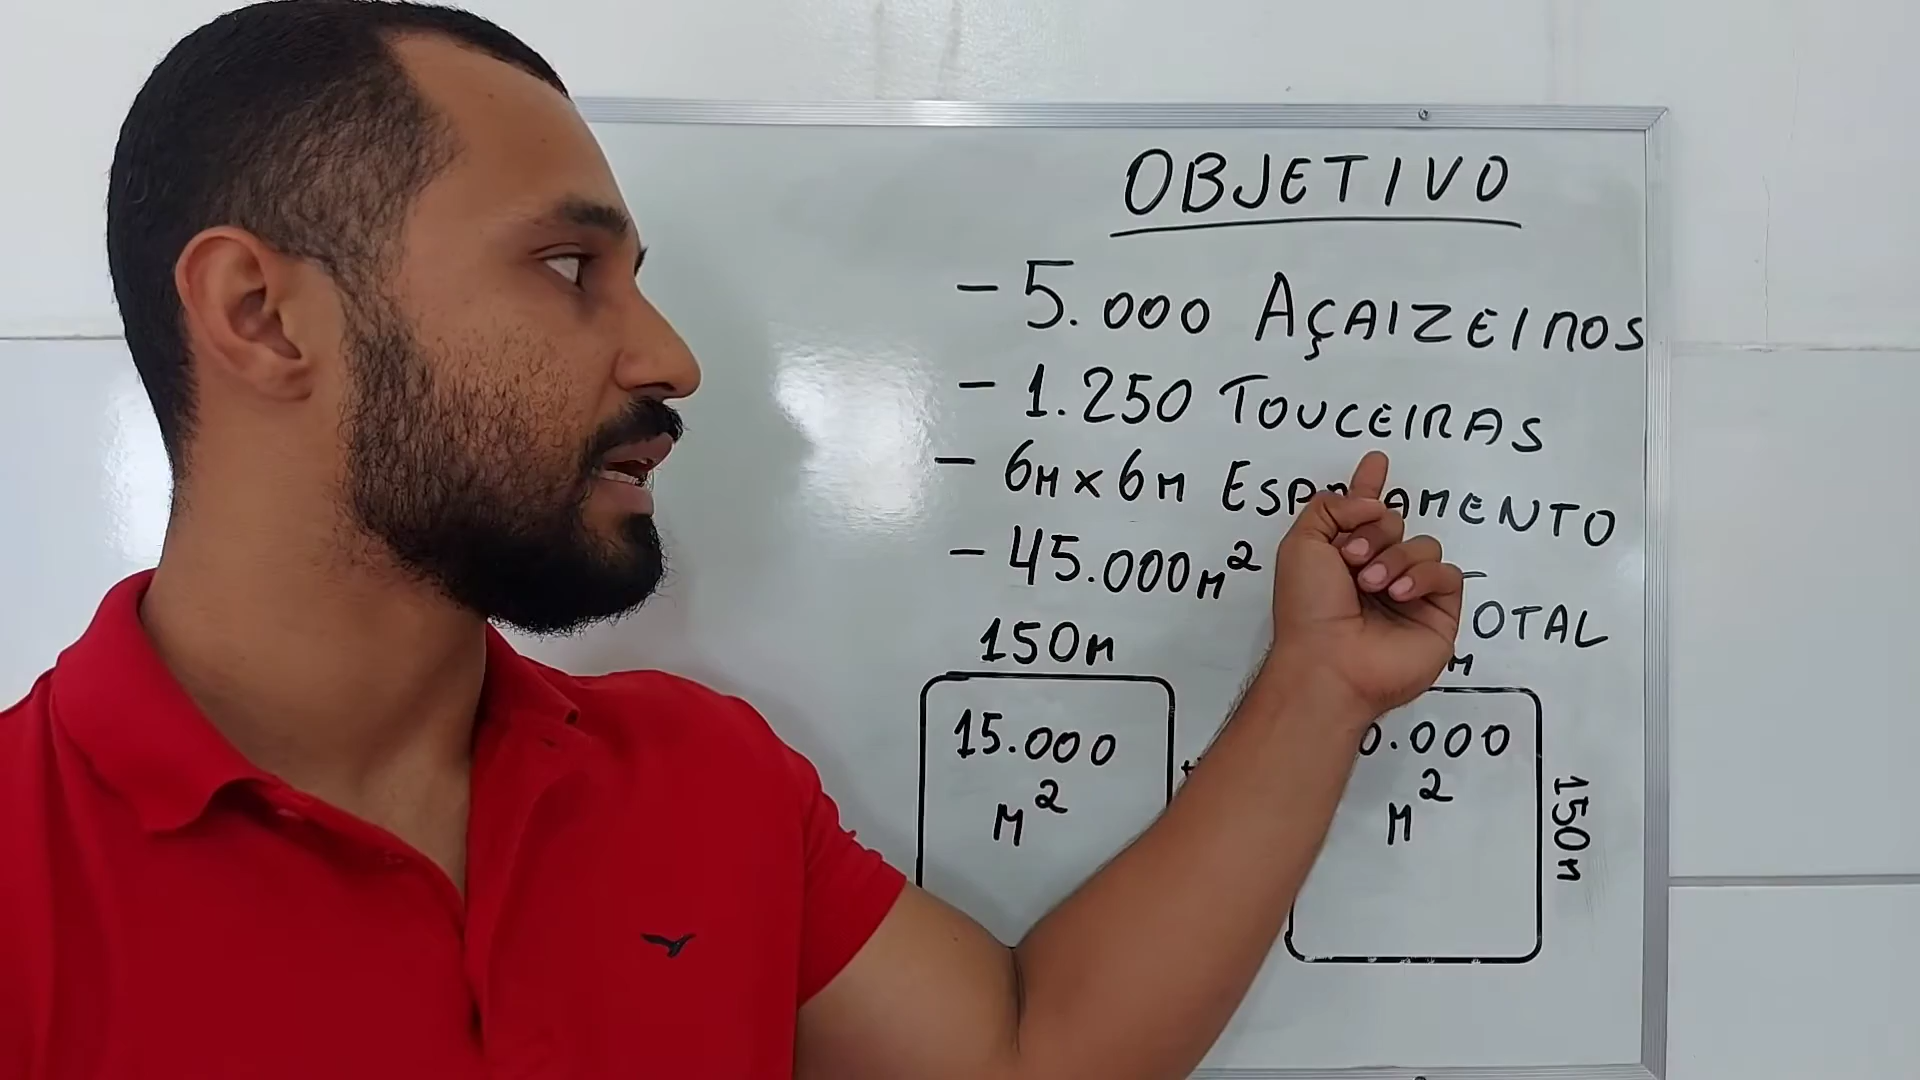 OBJETIVO
- 5.000 AÇAIZEIROS
- 1.250 TOUCEIRAS
- 6M x 6M
- 45.000M²
TOTAL
150M
15.000
M²
0.000
M²
150M